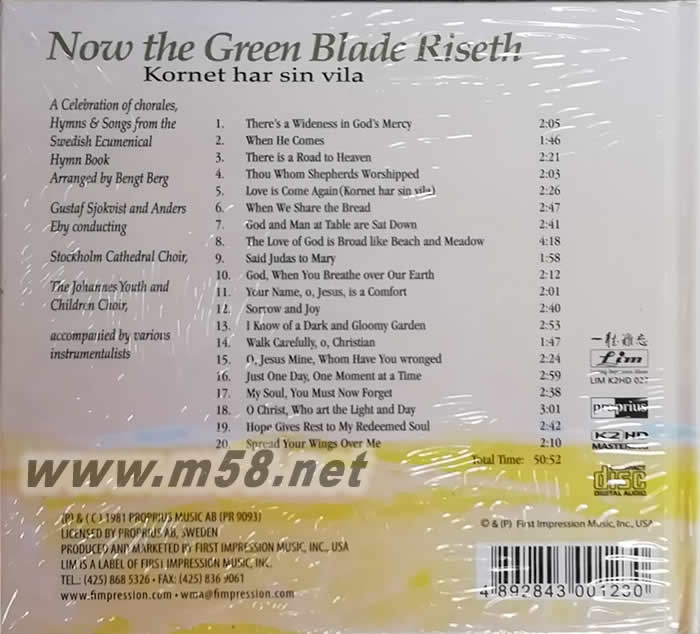 Now the Green Blade Riseth
Kornet har sin vila
A Celebration of chorales,
Hymns & Songs from the
Swedish Ecumenical
Hymn Book
Arranged by Bengt Berg
Gustaf Sjokvist and Anders
Eby conducting
Stockholm Cathedral Choir,
The Johannes Youth and
Children Choir,
accompanied by various
instrumentalists
1. There's a Wideness in God's Mercy 2:05
2. When He Comes 1:46
3. There is a Road to Heaven 2:21
4. Thou Whom Shepherds Worshipped 2:03
5. Love is Come Again (Kornet har sin vila) 2:26
6. When We Share the Bread 2:47
7. God and Man at Table are Sat Down 2:41
8. The Love of God is Broad like Beach and Meadow 4:18
9. Said Judas to Mary 1:58
10. God, When You Breathe over Our Earth 2:12
11. Your Name, o, Jesus, is a Comfort 2:01
12. Sorrow and Joy 2:40
13. I Know of a Dark and Gloomy Garden 2:53
14. Walk Carefully, o, Christian 1:47
15. O, Jesus Mine, Whom Have You wronged 2:24
16. Just One Day, One Moment at a Time 2:59
17. My Soul, You Must Now Forget 2:38
18. O Christ, Who art the Light and Day 3:01
19. Hope Gives Rest to My Redeemed Soul 2:42
20. Spread Your Wings Over Me 2:10
Total Time: 50:52
一聽難忘
Lim
LIM K2HD 027
proprius
K2 HD
MASTERING
COMPACT
disc
DIGITAL AUDIO
www.m58.net
(P) & (C) 1981 PROPRIUS MUSIC AB (PR 9093)
LICENSED BY PROPRIUS AB, SWEDEN
PRODUCED AND MARKETED BY FIRST IMPRESSION MUSIC, INC., USA
LIM IS A LABEL OF FIRST IMPRESSION MUSIC, INC.
TEL.: (425) 868 5326 • FAX: (425) 836 9061
www.fimpression.com • wma@fimpression.com
© & (P) First Impression Music, Inc., USA
4 892843 001230